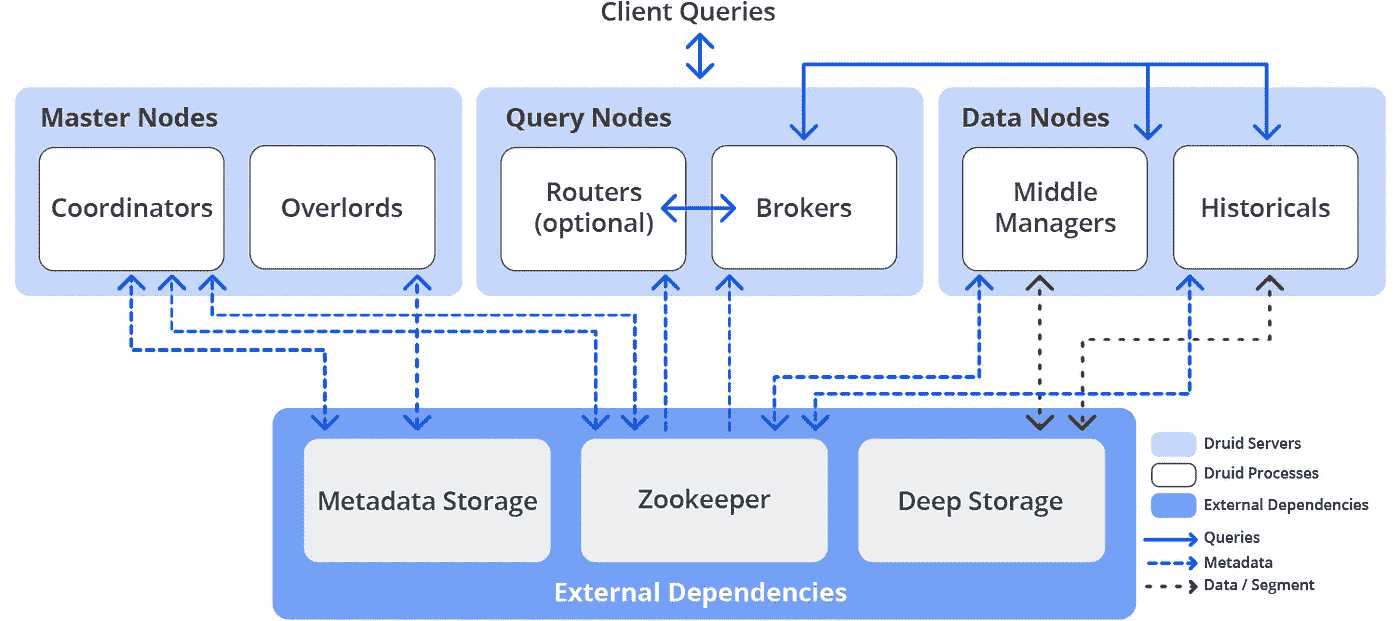 Client Queries
Master Nodes
Query Nodes
Data Nodes
Coordinators
Overlords
Routers
(optional)
Brokers
Middle
Managers
Historicals
Metadata Storage
Zookeeper
Deep Storage
External Dependencies
Druid Servers
Druid Processes
External Dependencies
Queries
Metadata
Data / Segment